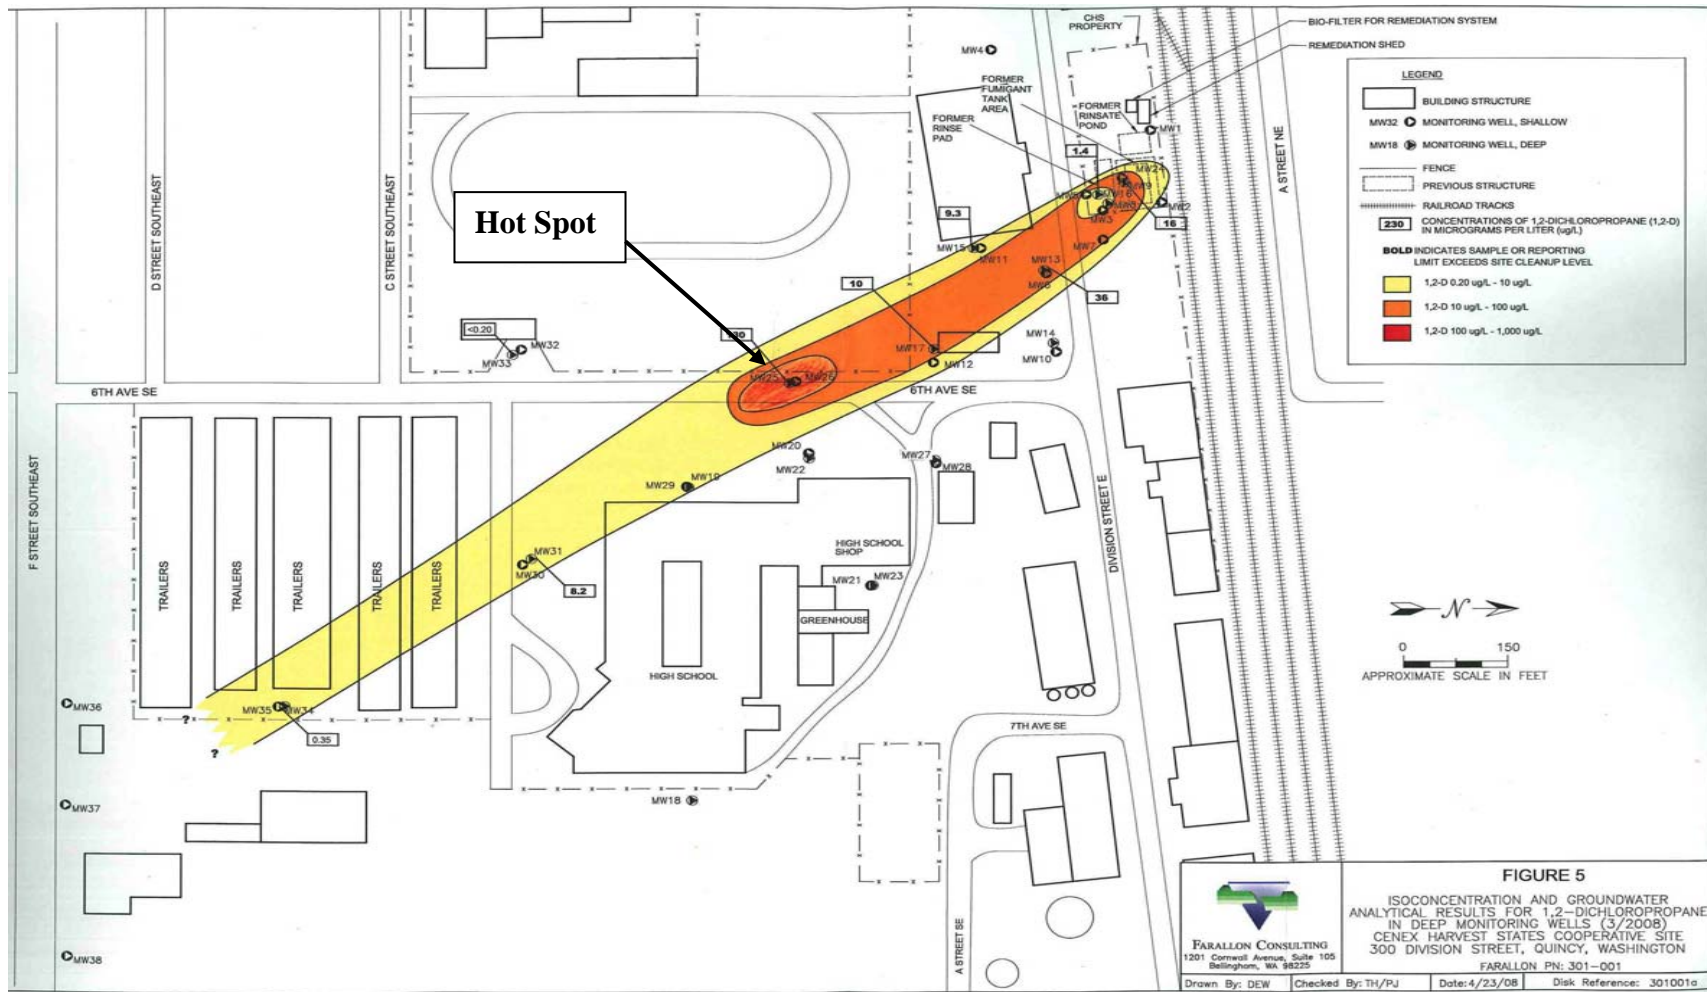 CHS
PROPERTY
BIO-FILTER FOR REMEDIATION SYSTEM
REMEDIATION SHED
MW4
FORMER
FUMIGANT
TANK
AREA
FORMER
RINSATE
POND
FORMER
RINSE
PAD
MW1
1.4
MW24
MW9
MW2
MW3
16
MW7
9.3
MW15
MW11
MW13
MW6
36
10
MW14
MW10
MW17
MW12
Hot Spot
<0.20
MW32
MW33
MW25
MW26
D STREET SOUTHEAST
C STREET SOUTHEAST
A STREET NE
6TH AVE SE
6TH AVE SE
F STREET SOUTHEAST
DIVISION STREET E
MW20
MW22
MW27
MW28
MW29
MW19
MW31
MW30
8.2
HIGH SCHOOL
SHOP
MW21
MW23
GREENHOUSE
HIGH SCHOOL
TRAILERS
TRAILERS
TRAILERS
TRAILERS
TRAILERS
MW36
MW35
MW34
?
?
0.35
7TH AVE SE
MW37
MW18
MW38
A STREET SE
LEGEND
BUILDING STRUCTURE
MW32 MONITORING WELL, SHALLOW
MW18 MONITORING WELL, DEEP
FENCE
PREVIOUS STRUCTURE
RAILROAD TRACKS
230 CONCENTRATIONS OF 1,2-DICHLOROPROPANE (1,2-D)
IN MICROGRAMS PER LITER (ug/L)
BOLD INDICATES SAMPLE OR REPORTING
LIMIT EXCEEDS SITE CLEANUP LEVEL
1,2-D 0.20 ug/L - 10 ug/L
1,2-D 10 ug/L - 100 ug/L
1,2-D 100 ug/L - 1,000 ug/L
N
0 150
APPROXIMATE SCALE IN FEET
FARALLON CONSULTING
1201 Cornwall Avenue, Suite 105
Bellingham, WA 98225
FIGURE 5
ISOCONCENTRATION AND GROUNDWATER
ANALYTICAL RESULTS FOR 1,2-DICHLOROPROPANE
IN DEEP MONITORING WELLS (3/2008)
CENEX HARVEST STATES COOPERATIVE SITE
300 DIVISION STREET, QUINCY, WASHINGTON
FARALLON PN: 301-001
Drawn By: DEW Checked By: TH/PJ Date: 4/23/08 Disk Reference: 301001a